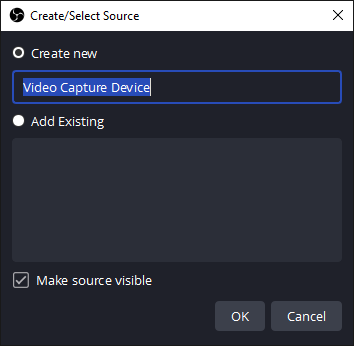 Create/Select Source
Create new
Video Capture Device
Add Existing
Make source visible
OK Cancel